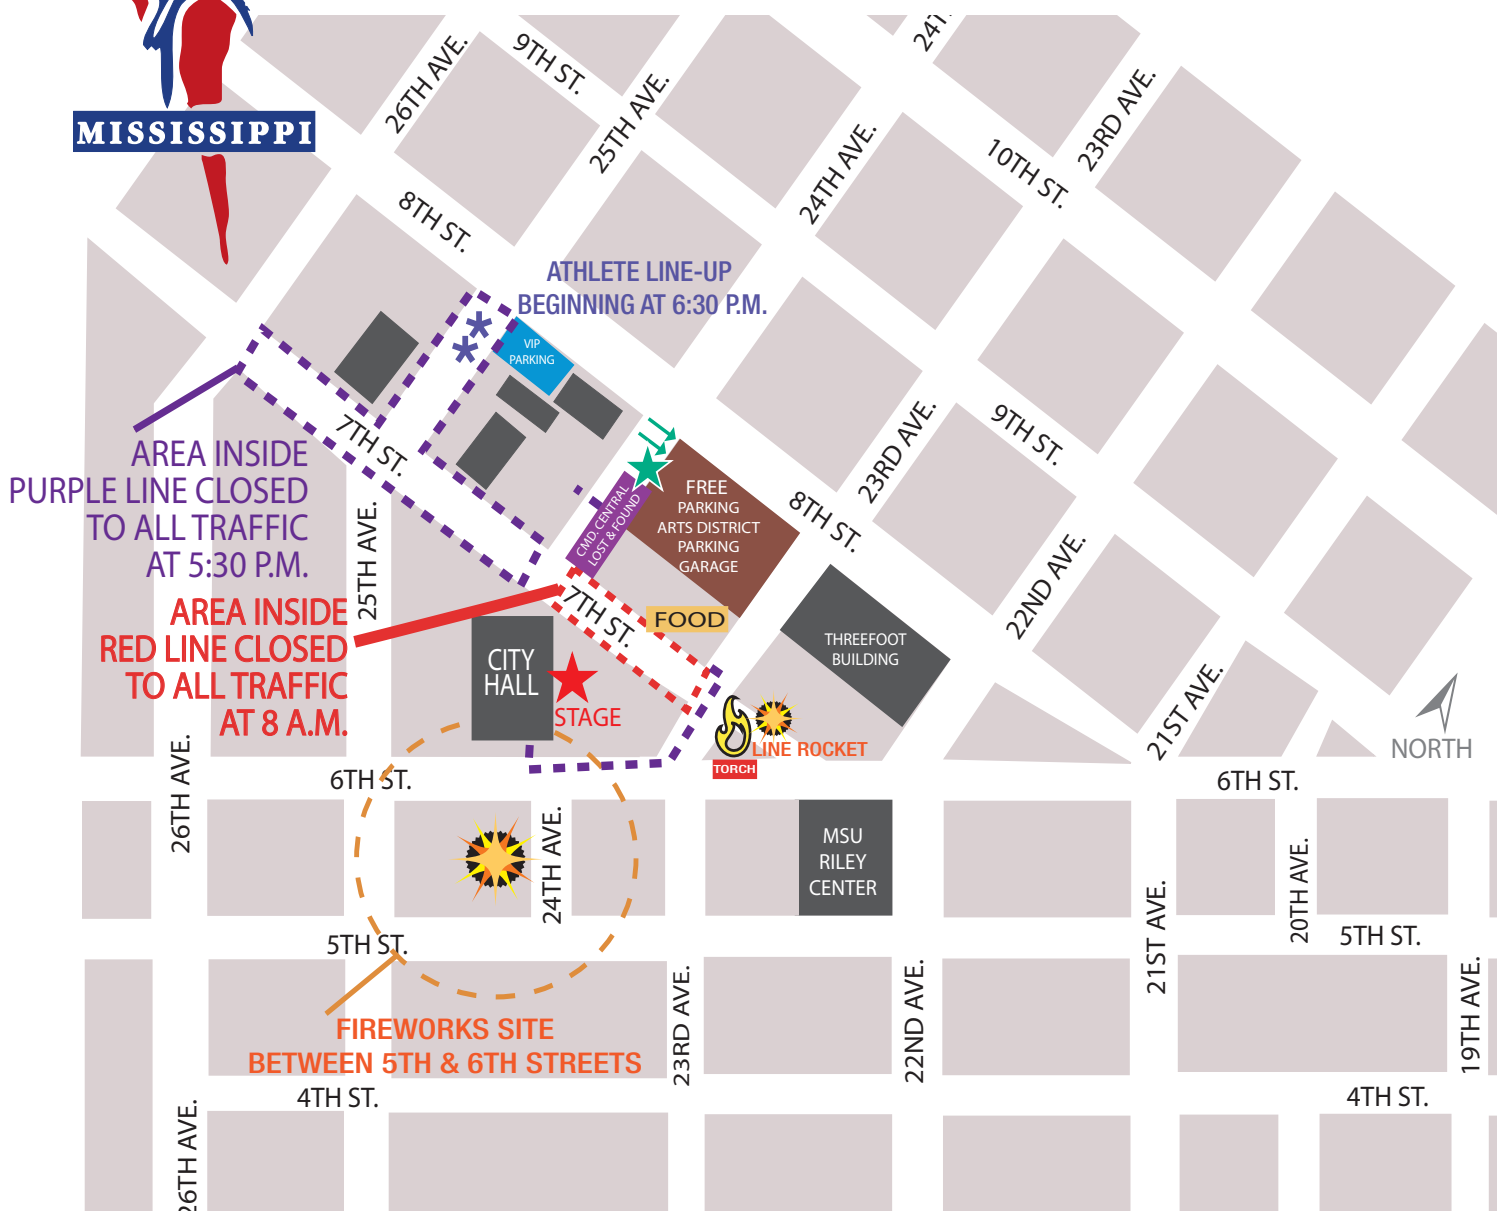 MISSISSIPPI
26TH AVE.
9TH ST.
25TH AVE.
24TH AVE.
23RD AVE.
10TH ST.
8TH ST.
ATHLETE LINE-UP
BEGINNING AT 6:30 P.M.
VIP
PARKING
7TH ST.
AREA INSIDE
PURPLE LINE CLOSED
TO ALL TRAFFIC
AT 5:30 P.M.
25TH AVE.
AREA INSIDE
RED LINE CLOSED
TO ALL TRAFFIC
AT 8 A.M.
CMD. CENTRAL
LOST & FOUND
FREE
PARKING
ARTS DISTRICT
PARKING
GARAGE
8TH ST.
23RD AVE.
9TH ST.
22ND AVE.
7TH ST.
FOOD
THREEFOOT
BUILDING
CITY
HALL
STAGE
LINE ROCKET
TORCH
21ST AVE.
NORTH
26TH AVE.
6TH ST.
6TH ST.
24TH AVE.
MSU
RILEY
CENTER
20TH AVE.
5TH ST.
5TH ST.
21ST AVE.
23RD AVE.
22ND AVE.
19TH AVE.
FIREWORKS SITE
BETWEEN 5TH & 6TH STREETS
4TH ST.
4TH ST.
26TH AVE.